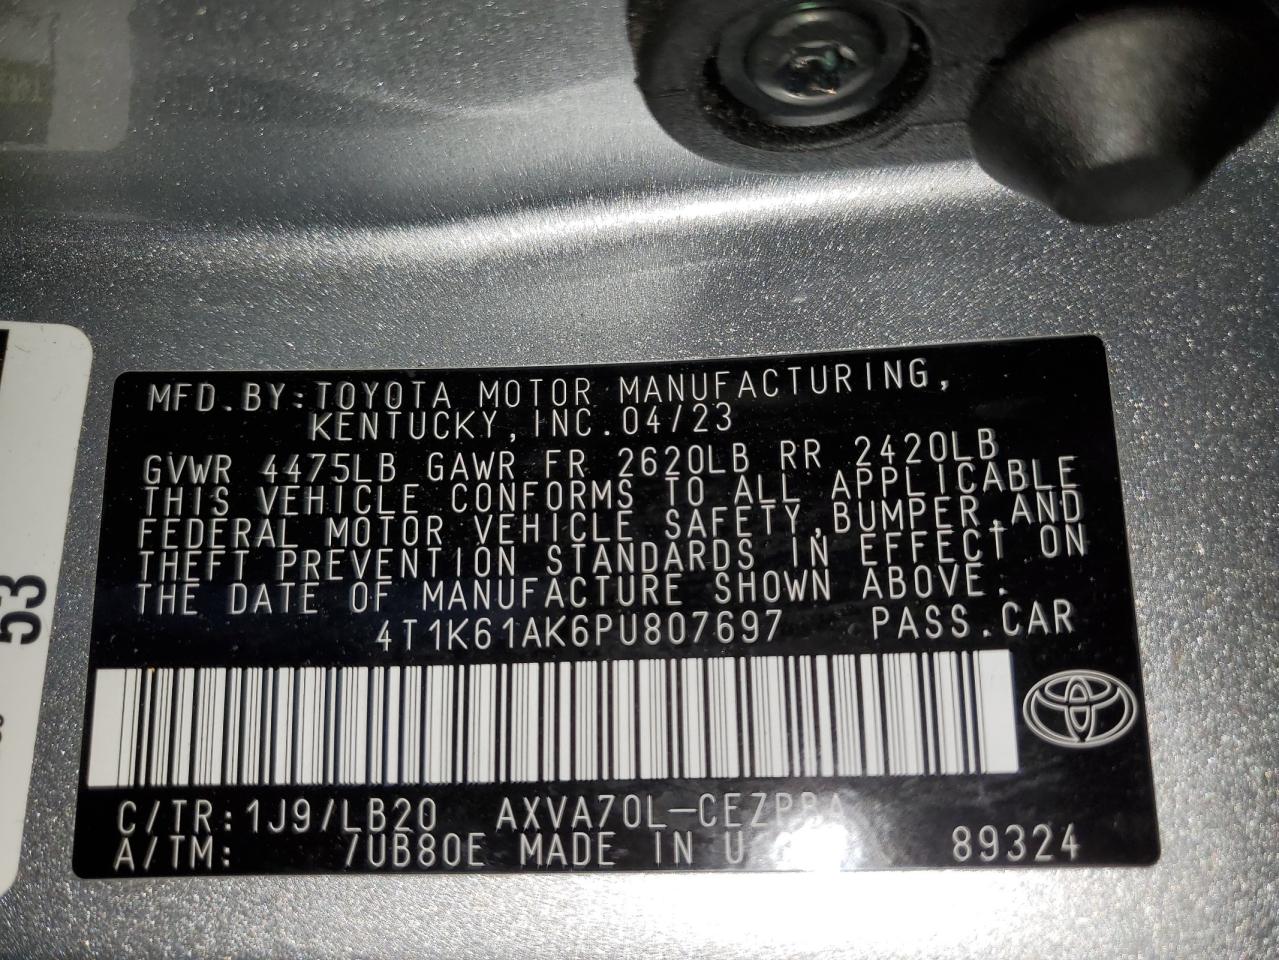 MFD.BY:TOYOTA MOTOR MANUFACTURING,
KENTUCKY,INC.04/23
GVWR 4475LB GAWR FR 2620LB RR 2420LB
THIS VEHICLE CONFORMS TO ALL APPLICABLE
FEDERAL MOTOR VEHICLE SAFETY,BUMPER,AND
THEFT PREVENTION STANDARDS IN EFFECT ON
THE DATE OF MANUFACTURE SHOWN ABOVE.
4T1K61AK6PU807697 PASS.CAR
C/TR:1J9/LB20 AXVA70L-CEZPBA
A/TM: 7UB80E MADE IN U 89324
53